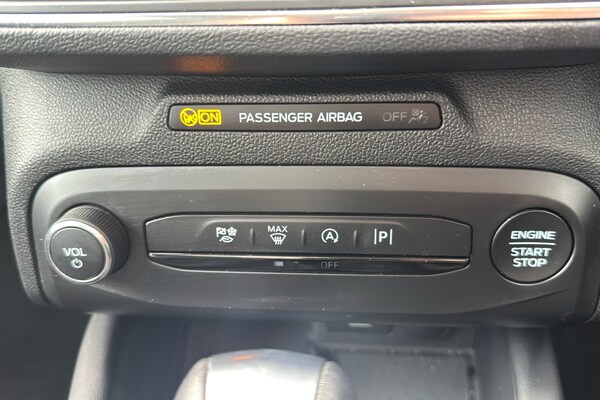 ON PASSENGER AIRBAG OFF
VOL
MAX
A
P
OFF
ENGINE
START
STOP